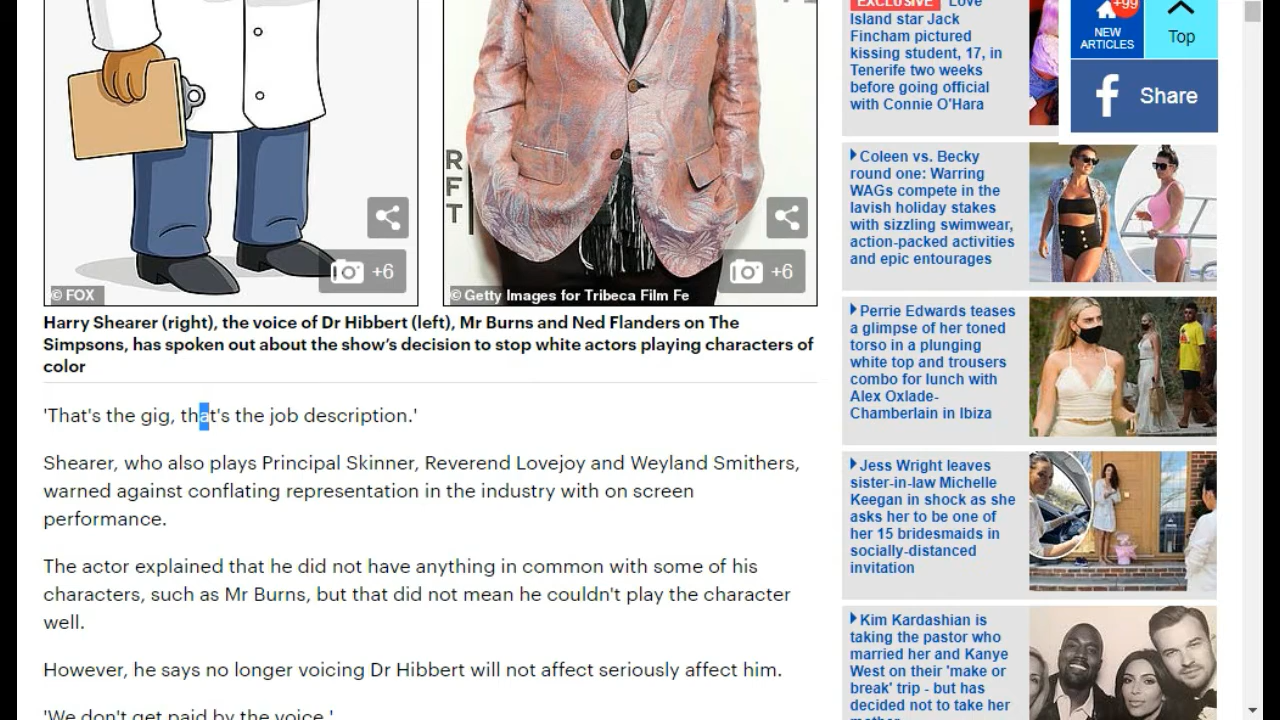 R
F
T
+6
+6
© FOX
© Getty Images for Tribeca Film Fe
Harry Shearer (right), the voice of Dr Hibbert (left), Mr Burns and Ned Flanders on The
Simpsons, has spoken out about the show's decision to stop white actors playing characters of
color
'That's the gig, that's the job description.'
Shearer, who also plays Principal Skinner, Reverend Lovejoy and Weyland Smithers,
warned against conflating representation in the industry with on screen
performance.
The actor explained that he did not have anything in common with some of his
characters, such as Mr Burns, but that did not mean he couldn't play the character
well.
However, he says no longer voicing Dr Hibbert will not affect seriously affect him.
'We don't get paid by the voice,'
EXCLUSIVE Love
Island star Jack
Fincham pictured
kissing student, 17, in
Tenerife two weeks
before going official
with Connie O'Hara
Coleen vs. Becky
round one: Warring
WAGs compete in the
lavish holiday stakes
with sizzling swimwear,
action-packed activities
and epic entourages
Perrie Edwards teases
a glimpse of her toned
torso in a plunging
white top and trousers
combo for lunch with
Alex Oxlade-
Chamberlain in Ibiza
Jess Wright leaves
sister-in-law Michelle
Keegan in shock as she
asks her to be one of
her 15 bridesmaids in
socially-distanced
invitation
Kim Kardashian is
taking the pastor who
married her and Kanye
West on their 'make or
break' trip - but has
decided not to take her
+99
NEW
ARTICLES
Top
Share